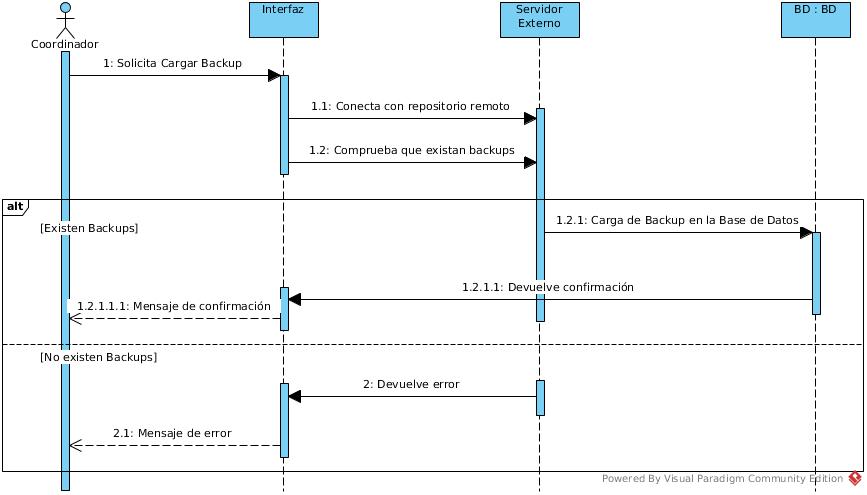 Interfaz
Servidor
Externo
BD : BD
Coordinador
1: Solicita Cargar Backup
1.1: Conecta con repositorio remoto
1.2: Comprueba que existan backups
alt
[Existen Backups]
1.2.1: Carga de Backup en la Base de Datos
1.2.1.1: Devuelve confirmación
1.2.1.1.1: Mensaje de confirmación
[No existen Backups]
2: Devuelve error
2.1: Mensaje de error
Powered By Visual Paradigm Community Edition